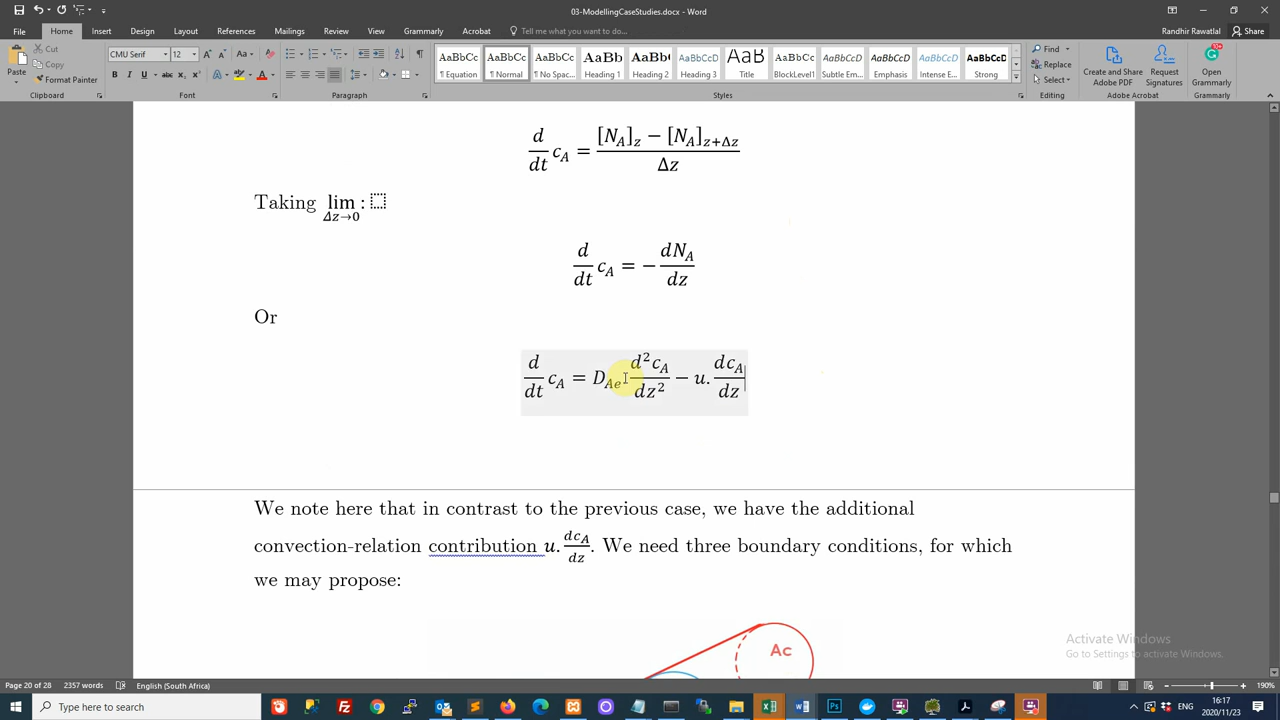 03-ModellingCaseStudies.docx - Word
Randhir Rawatlal
Share
File Home Insert Design Layout References Mailings Review View Grammarly Acrobat Tell me what you want to do...
Paste
Cut
Copy
Format Painter
Clipboard
CMU Serif 12
Font
Paragraph
AaBbCc ¶ Equation
AaBbCc ¶ Normal
AaBbCc ¶ No Spac...
AaBb Heading 1
AaBb Heading 2
AaBbCc Heading 3
AaB Title
AaBbCc BlockLevel1
AaBbCcD Subtle Em...
AaBbCcD Emphasis
AaBbCcD Intense E...
AaBbCcD Strong
Styles
Find
Replace
Select
Editing
Create and Share Adobe PDF
Request Signatures
Adobe Acrobat
Open Grammarly
Grammarly
d/dt c_A = ([N_A]_z − [N_A]_{z+Δz})/Δz
Taking lim_{Δz→0} :
d/dt c_A = − dN_A/dz
Or
d/dt c_A = D_{Ae} d²c_A/dz² − u. dc_A/dz
We note here that in contrast to the previous case, we have the additional
convection-relation contribution u. dc_A/dz. We need three boundary conditions, for which
we may propose:
Ac
Activate Windows
Go to Settings to activate Windows.
Page 20 of 28 2357 words English (South Africa) 190%
Type here to search
16:17
2020/11/23